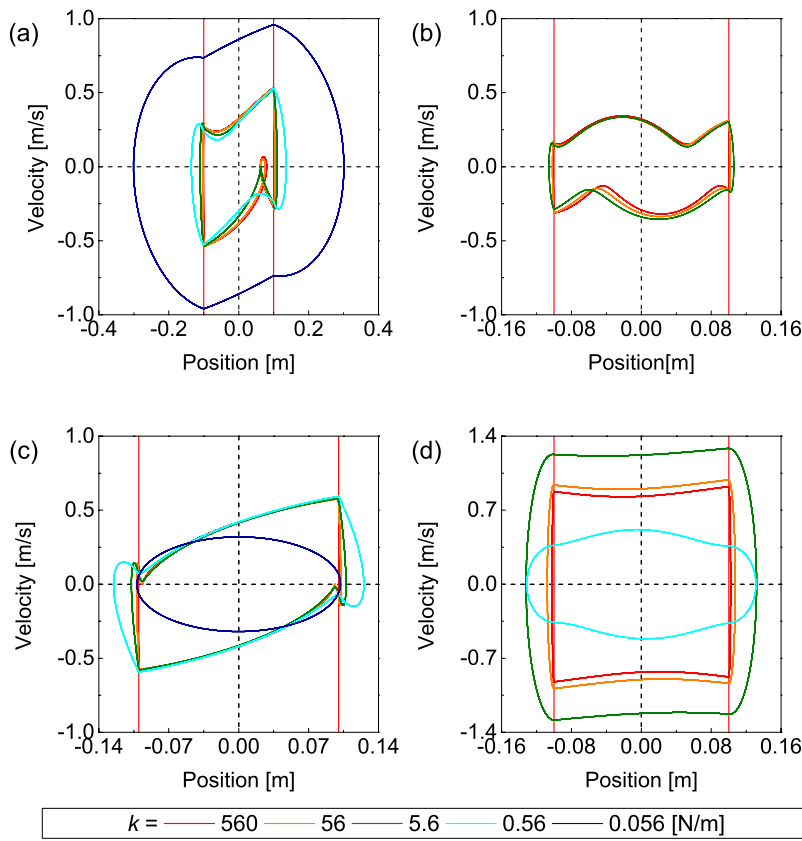 (a)
1.0
0.5
0.0
-0.5
-1.0
Velocity [m/s]
-0.4 -0.2 0.0 0.2 0.4
Position [m]
(b)
1.0
0.5
0.0
-0.5
-1.0
Velocity [m/s]
-0.16 -0.08 0.00 0.08 0.16
Position[m]
(c)
1.0
0.5
0.0
-0.5
-1.0
Velocity [m/s]
-0.14 -0.07 0.00 0.07 0.14
Position [m]
(d)
1.4
0.7
0.0
-0.7
-1.4
Velocity [m/s]
-0.16 -0.08 0.00 0.08 0.16
Position [m]
k = 560 56 5.6 0.56 0.056 [N/m]